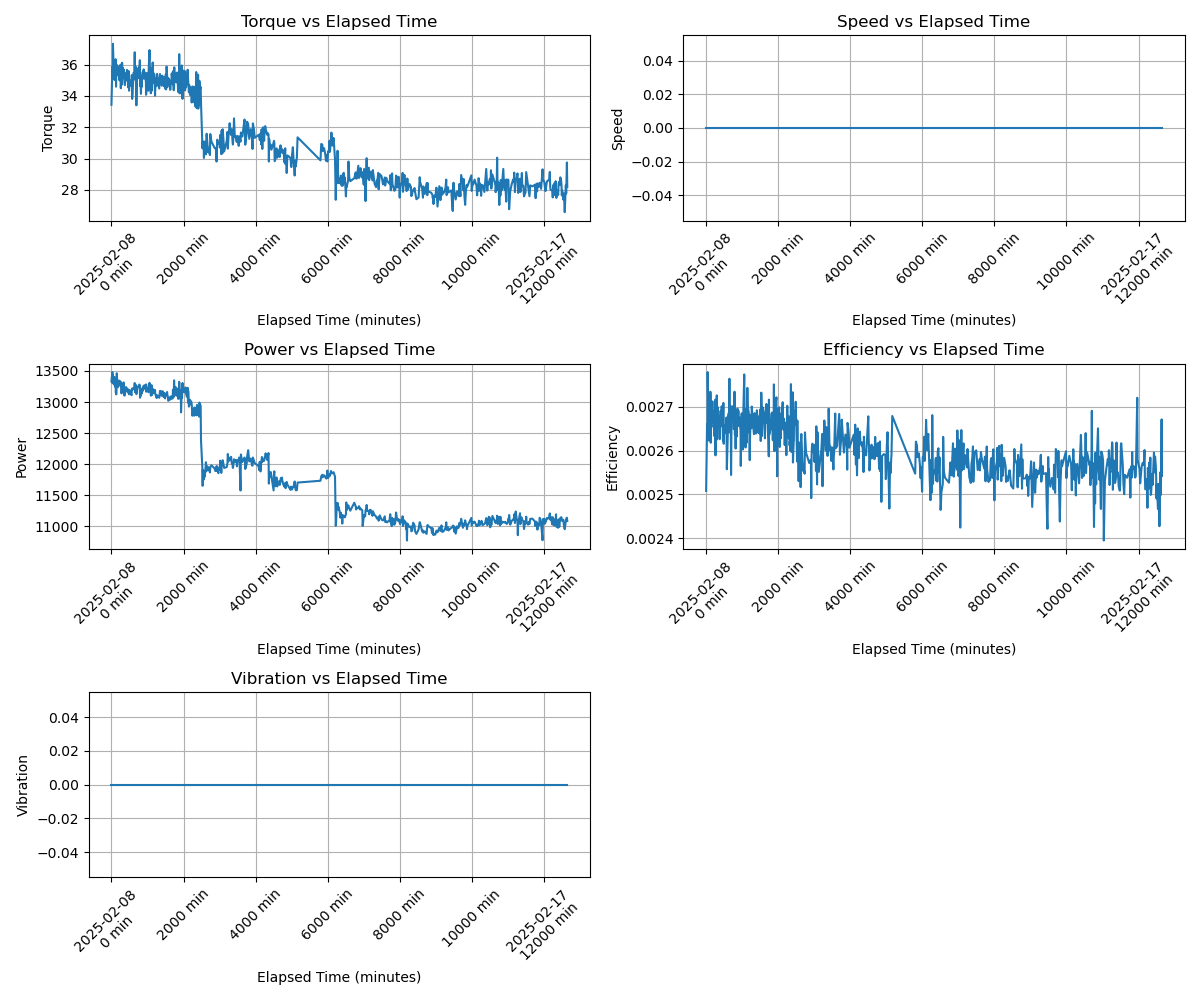 Torque vs Elapsed Time
36
34
32
30
28
Torque
2025-02-08
0 min
2000 min
4000 min
6000 min
8000 min
10000 min
2025-02-17
12000 min
Elapsed Time (minutes)
Speed vs Elapsed Time
0.04
0.02
0.00
−0.02
−0.04
Speed
2025-02-08
0 min
2000 min
4000 min
6000 min
8000 min
10000 min
2025-02-17
12000 min
Elapsed Time (minutes)
Power vs Elapsed Time
13500
13000
12500
12000
11500
11000
Power
2025-02-08
0 min
2000 min
4000 min
6000 min
8000 min
10000 min
2025-02-17
12000 min
Elapsed Time (minutes)
Efficiency vs Elapsed Time
0.0027
0.0026
0.0025
0.0024
Efficiency
2025-02-08
0 min
2000 min
4000 min
6000 min
8000 min
10000 min
2025-02-17
12000 min
Elapsed Time (minutes)
Vibration vs Elapsed Time
0.04
0.02
0.00
−0.02
−0.04
Vibration
2025-02-08
0 min
2000 min
4000 min
6000 min
8000 min
10000 min
2025-02-17
12000 min
Elapsed Time (minutes)